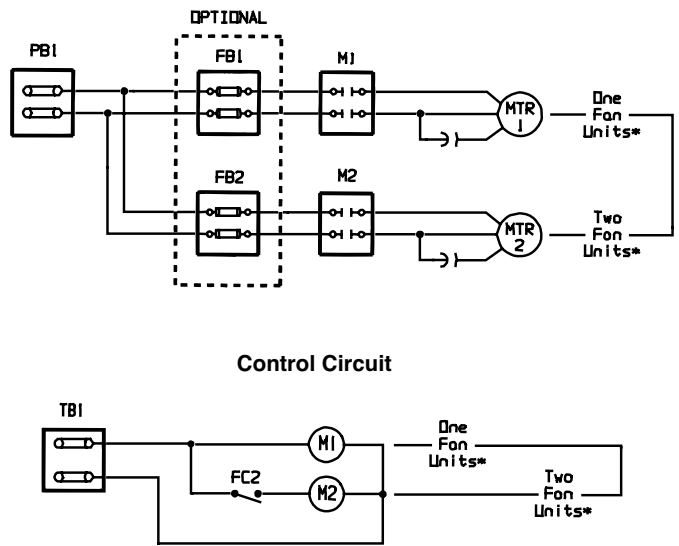 OPTIONAL
PB1
FB1
M1
MTR
1
One
Fan
Units*
FB2
M2
MTR
2
Two
Fan
Units*
Control Circuit
TB1
M1
One
Fan
Units*
FC2
M2
Two
Fan
Units*